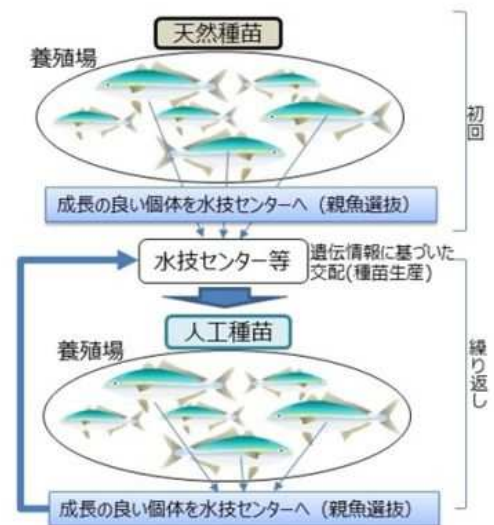 天然種苗
養殖場
初回
成長の良い個体を水技センターへ（親魚選抜）
水技センター等
遺伝情報に基づいた
交配(種苗生産)
人工種苗
養殖場
繰り返し
成長の良い個体を水技センターへ（親魚選抜）